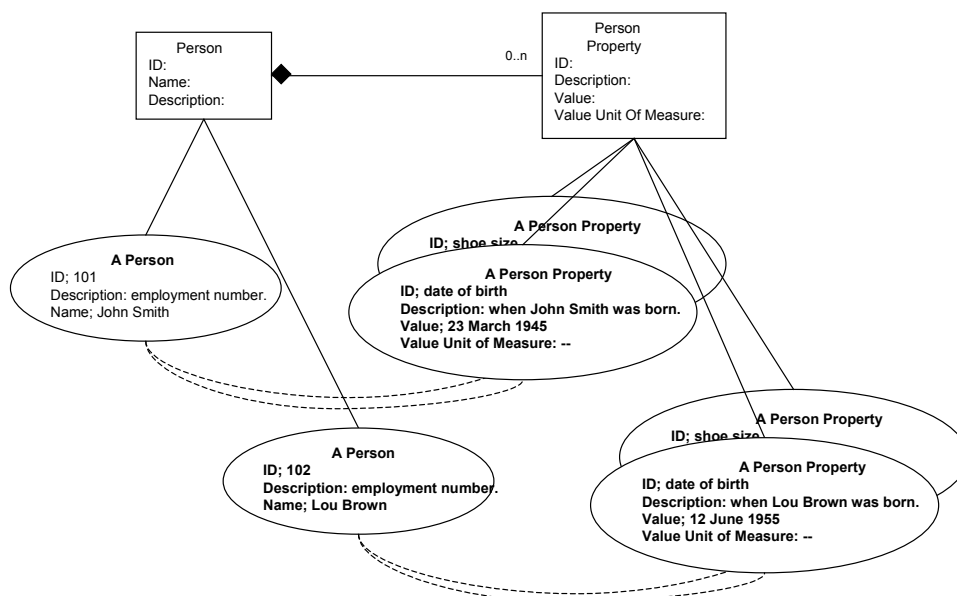 Person
ID:
Name:
Description:
0..n
Person
Property
ID:
Description:
Value:
Value Unit Of Measure:
A Person
ID; 101
Description: employment number.
Name; John Smith
A Person Property
ID; shoe size
A Person Property
ID; date of birth
Description: when John Smith was born.
Value; 23 March 1945
Value Unit of Measure: --
A Person
ID; 102
Description: employment number.
Name; Lou Brown
A Person Property
ID; shoe size
A Person Property
ID; date of birth
Description: when Lou Brown was born.
Value; 12 June 1955
Value Unit of Measure: --